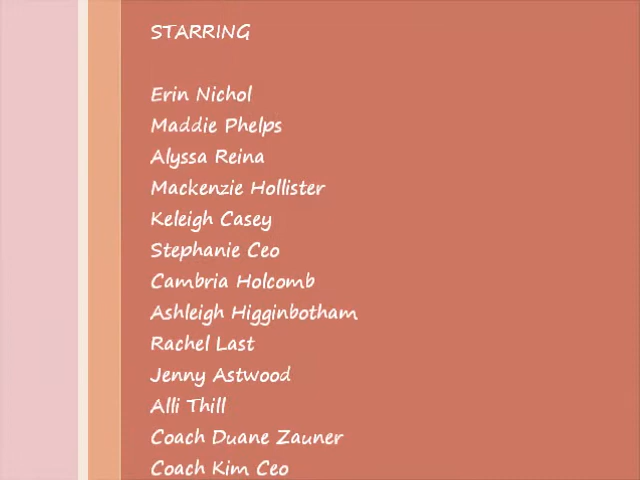 STARRING
Erin Nichol
Maddie Phelps
Alyssa Reina
Mackenzie Hollister
Keleigh Casey
Stephanie Ceo
Cambria Holcomb
Ashleigh Higginbotham
Rachel Last
Jenny Astwood
Alli Thill
Coach Duane Zauner
Coach Kim Ceo